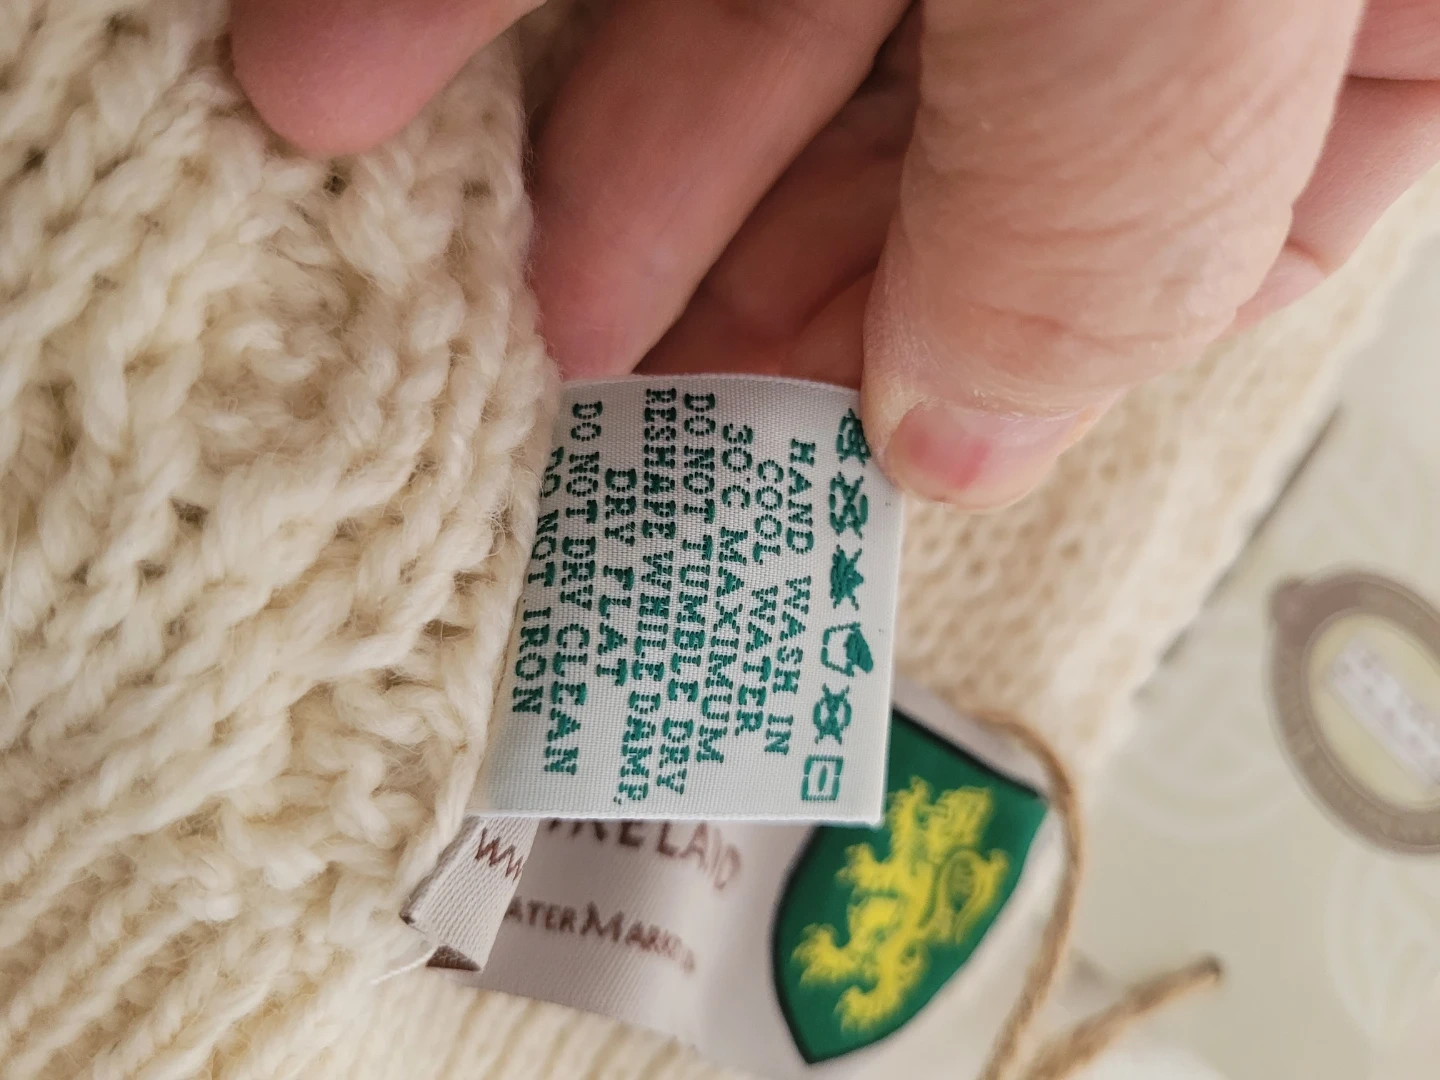 HAND WASH IN
COOL WATER
30°C MAXIMUM
DO NOT TUMBLE DRY
RESHAPE WHILE DAMP.
DRY FLAT
DO NOT DRY CLEAN
DO NOT IRON
IRELAND